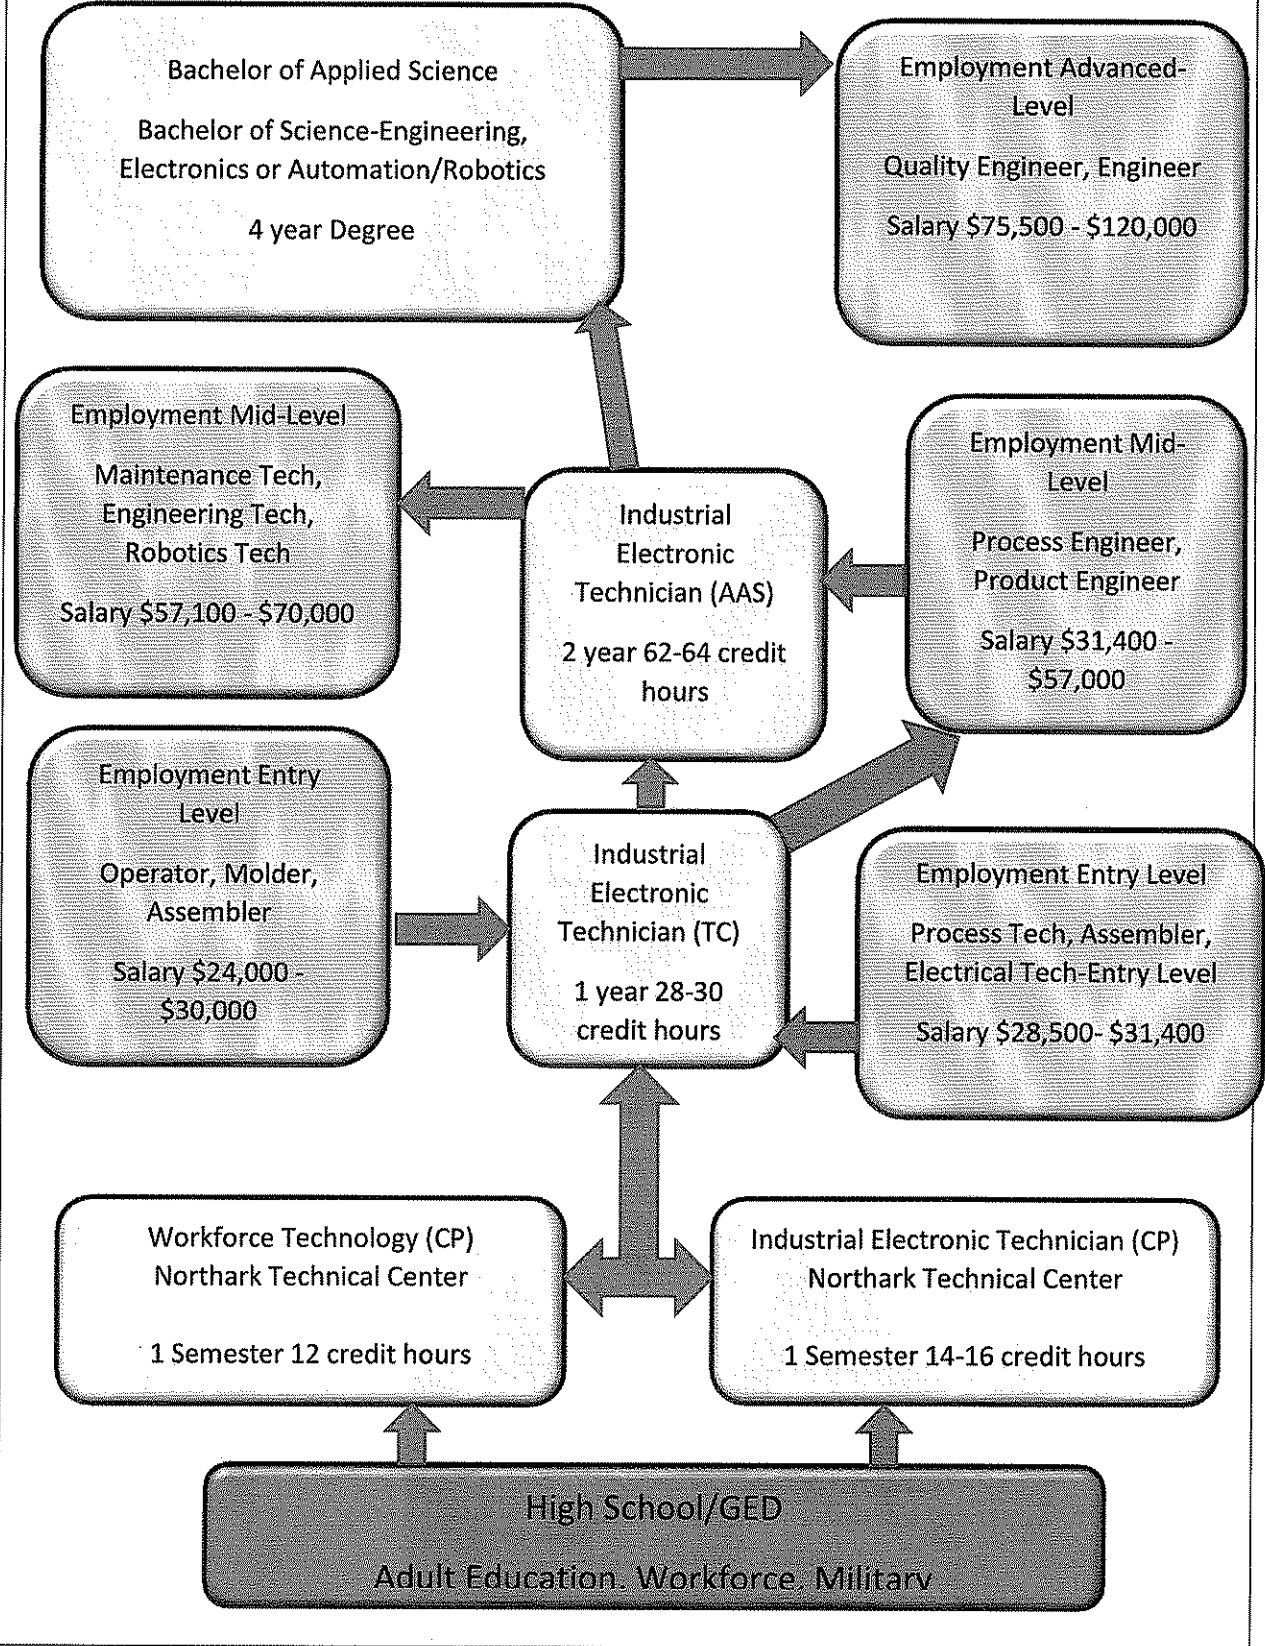 Bachelor of Applied Science
Bachelor of Science-Engineering,
Electronics or Automation/Robotics
4 year Degree
Employment Advanced-
Level
Quality Engineer, Engineer
Salary $75,500 - $120,000
Employment Mid-Level
Maintenance Tech,
Engineering Tech,
Robotics Tech
Salary $57,100 - $70,000
Industrial
Electronic
Technician (AAS)
2 year 62-64 credit
hours
Employment Mid-
Level
Process Engineer,
Product Engineer
Salary $31,400 -
$57,000
Employment Entry
Level
Operator, Molder,
Assembler
Salary $24,000 -
$30,000
Industrial
Electronic
Technician (TC)
1 year 28-30
credit hours
Employment Entry Level
Process Tech, Assembler,
Electrical Tech-Entry Level
Salary $28,500- $31,400
Workforce Technology (CP)
Northark Technical Center
1 Semester 12 credit hours
Industrial Electronic Technician (CP)
Northark Technical Center
1 Semester 14-16 credit hours
High School/GED
Adult Education, Workforce, Military